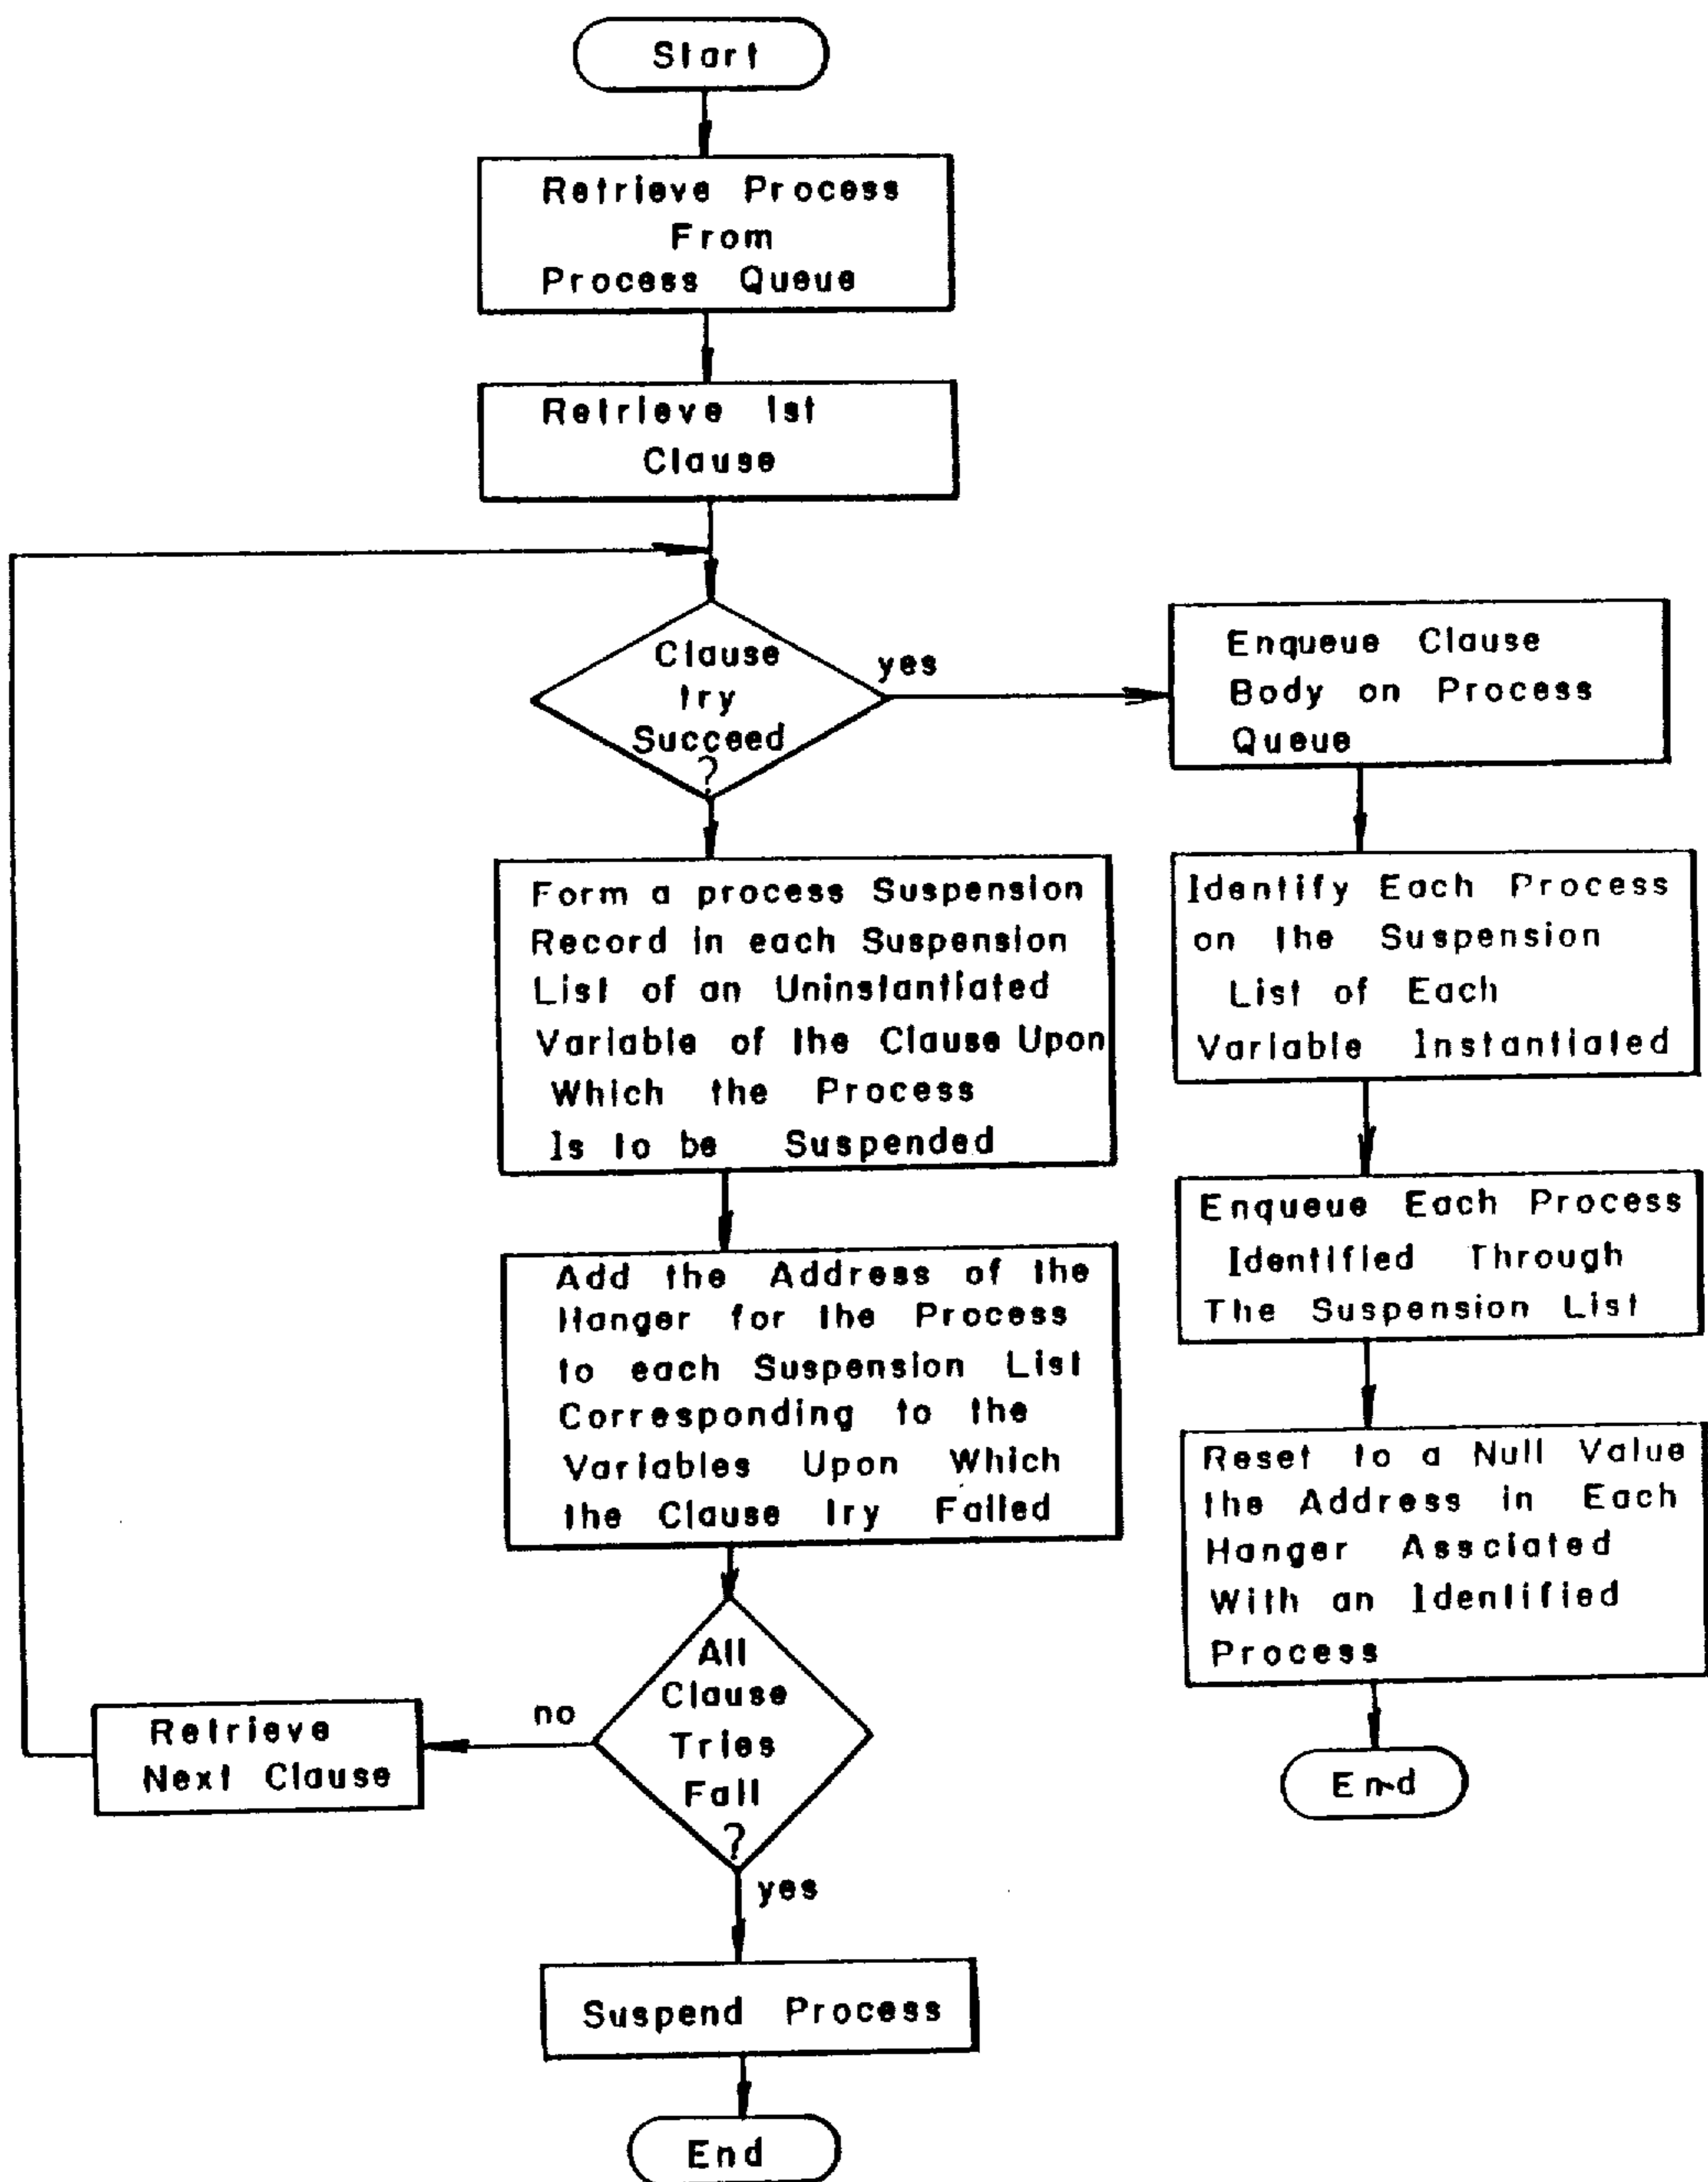 Start
Retrieve Process
From
Process Queue
Retrieve 1st
Clause
Clause
try
Succeed
?
yes
Enqueue Clause
Body on Process
Queue
Form a process Suspension
Record in each Suspension
List of an Uninstantiated
Variable of the Clause Upon
Which the Process
Is to be Suspended
Identify Each Process
on the Suspension
List of Each
Variable Instantiated
Add the Address of the
Hanger for the Process
to each Suspension List
Corresponding to the
Variables Upon Which
the Clause try Failed
Enqueue Each Process
Identified Through
The Suspension List
Reset to a Null Value
the Address in Each
Hanger Assciated
With an Identified
Process
End
All
Clause
Tries
Fail
?
no
Retrieve
Next Clause
yes
Suspend Process
End